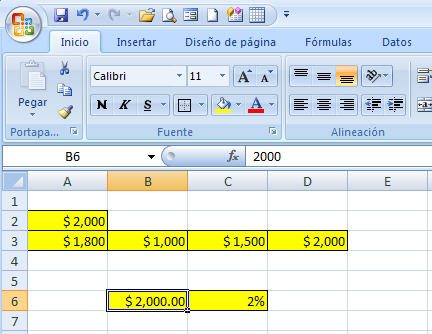 Inicio Insertar Diseño de página Fórmulas Datos
Calibri 11 A A
Pegar
N K S A
Portapa... Fuente Alineación
B6 fx 2000
A B C D E
1
2 $ 2,000
3 $ 1,800 $ 1,000 $ 1,500 $ 2,000
4
5
6 $ 2,000.00 2%
7